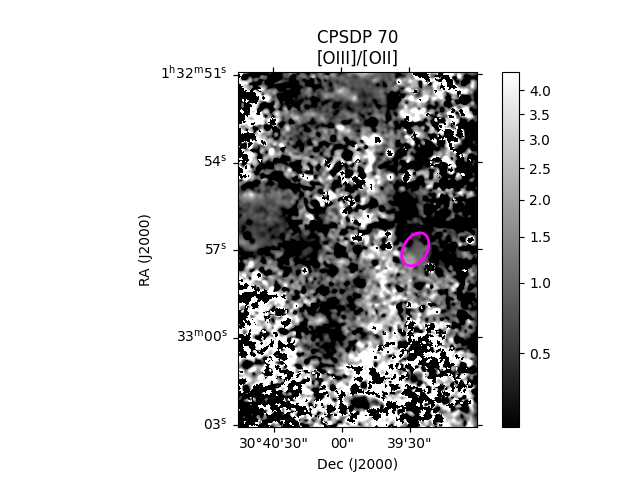 CPSDP 70
[OIII]/[OII]
1ʰ32ᵐ51ˢ
54ˢ
57ˢ
33ᵐ00ˢ
03ˢ
RA (J2000)
30°40'30" 00" 39'30"
Dec (J2000)
4.0
3.5
3.0
2.5
2.0
1.5
1.0
0.5